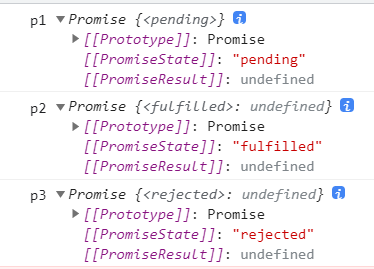 p1 ▼Promise {<pending>} i
▶[[Prototype]]: Promise
[[PromiseState]]: "pending"
[[PromiseResult]]: undefined
p2 ▼Promise {<fulfilled>: undefined} i
▶[[Prototype]]: Promise
[[PromiseState]]: "fulfilled"
[[PromiseResult]]: undefined
p3 ▼Promise {<rejected>: undefined} i
▶[[Prototype]]: Promise
[[PromiseState]]: "rejected"
[[PromiseResult]]: undefined